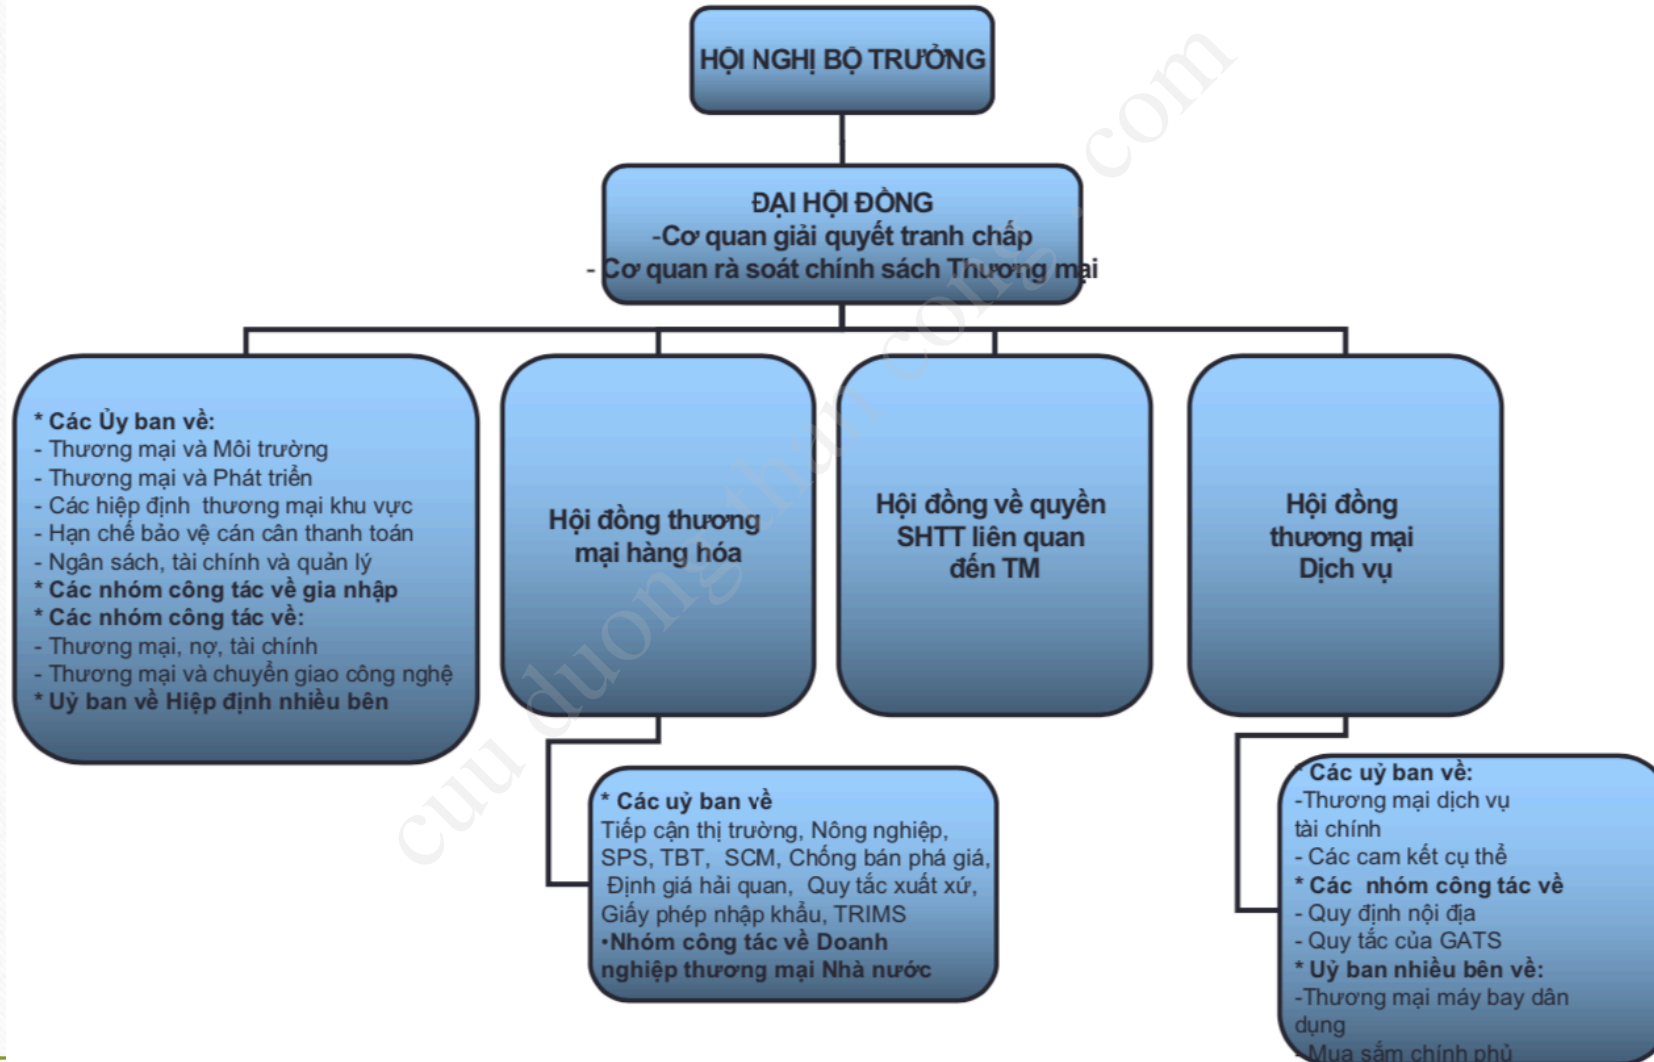 HỘI NGHỊ BỘ TRƯỞNG
ĐẠI HỘI ĐỒNG
-Cơ quan giải quyết tranh chấp
- Cơ quan rà soát chính sách Thương mại
* Các Ủy ban về:
- Thương mại và Môi trường
- Thương mại và Phát triển
- Các hiệp định thương mại khu vực
- Hạn chế bảo vệ cán cân thanh toán
- Ngân sách, tài chính và quản lý
* Các nhóm công tác về gia nhập
* Các nhóm công tác về:
- Thương mại, nợ, tài chính
- Thương mại và chuyển giao công nghệ
* Uỷ ban về Hiệp định nhiều bên
Hội đồng thương
mại hàng hóa
Hội đồng về quyền
SHTT liên quan
đến TM
Hội đồng
thương mại
Dịch vụ
* Các uỷ ban về
Tiếp cận thị trường, Nông nghiệp,
SPS, TBT, SCM, Chống bán phá giá,
Định giá hải quan, Quy tắc xuất xứ,
Giấy phép nhập khẩu, TRIMS
•Nhóm công tác về Doanh
nghiệp thương mại Nhà nước
* Các uỷ ban về:
-Thương mại dịch vụ
tài chính
- Các cam kết cụ thể
* Các nhóm công tác về
- Quy định nội địa
- Quy tắc của GATS
* Uỷ ban nhiều bên về:
-Thương mại máy bay dân
dụng
- Mua sắm chính phủ
cuu duong than cong . com